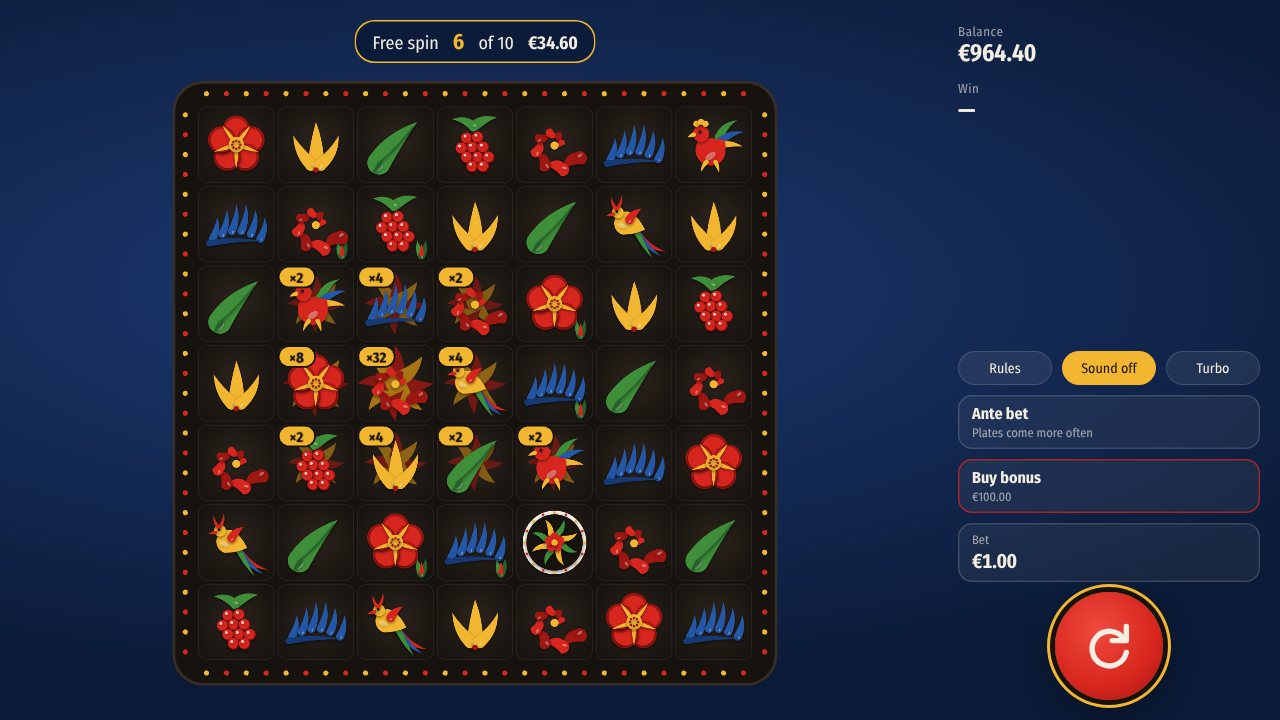 Free spin 6 of 10 €34.60
Balance
€964.40
Win
—
×2 ×4 ×2
×8 ×32 ×4
×2 ×4 ×2 ×2
Rules Sound off Turbo
Ante bet
Plates come more often
Buy bonus
€100.00
Bet
€1.00